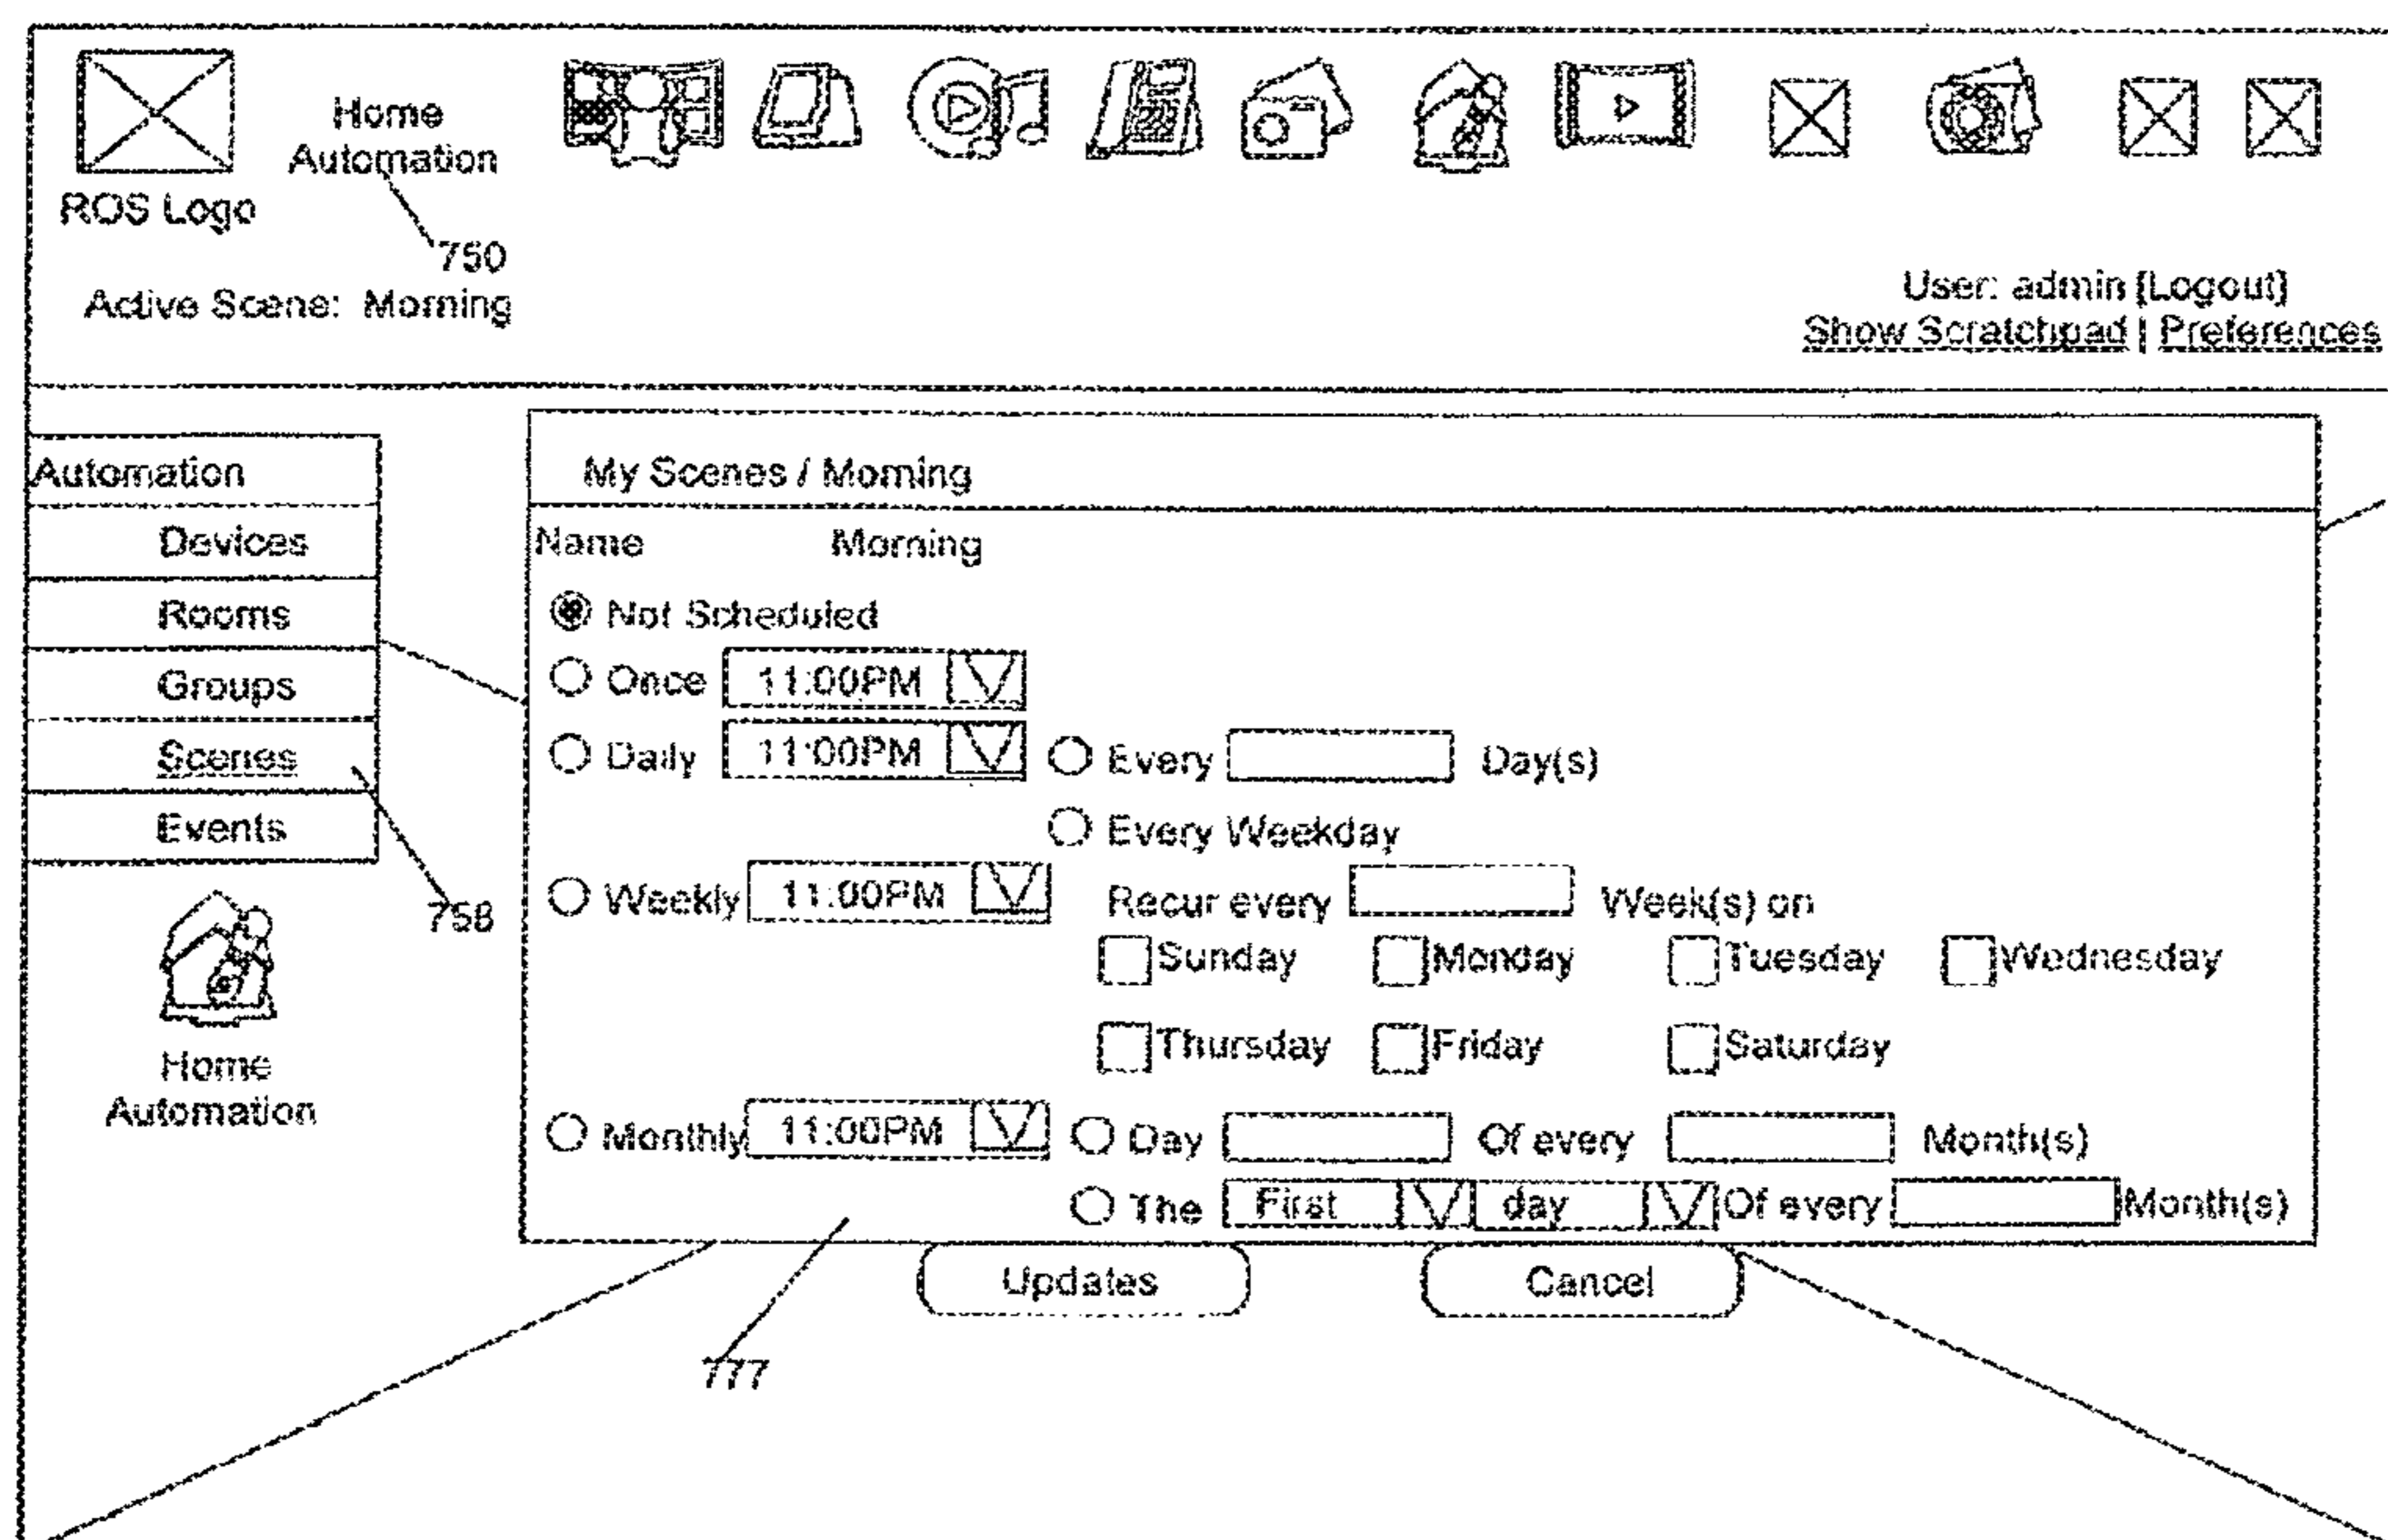 Home
Automation
ROS Logo
750
Active Scene: Morning
User: admin [Logout]
Show Scratchpad | Preferences
Automation
Devices
Rooms
Groups
Scenes
Events
758
Home
Automation
My Scenes / Morning
Name Morning
Not Scheduled
Once 11:00PM
Daily 11:00PM Every Day(s)
Every Weekday
Weekly 11:00PM Recur every Week(s) on
Sunday Monday Tuesday Wednesday
Thursday Friday Saturday
Monthly 11:00PM Day Of every Month(s)
The First day Of every Month(s)
Updates Cancel
777